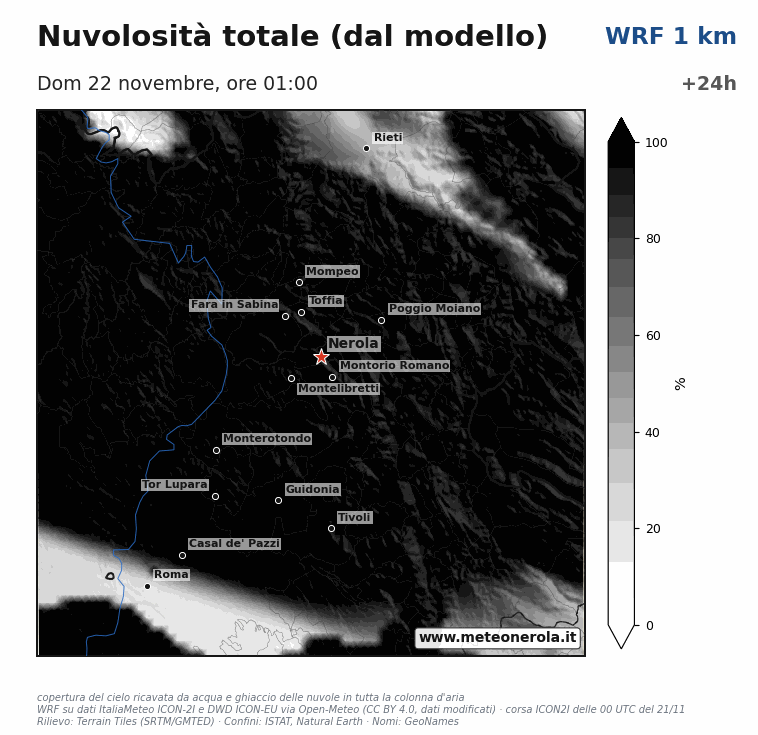 Nuvolosità totale (dal modello)
WRF 1 km
Dom 22 novembre, ore 01:00
+24h
Rieti
Mompeo
Toffia
Fara in Sabina
Poggio Moiano
Nerola
Montorio Romano
Montelibretti
Monterotondo
Tor Lupara
Guidonia
Tivoli
Casal de' Pazzi
Roma
www.meteonerola.it
100
80
60
40
20
0
%
copertura del cielo ricavata da acqua e ghiaccio delle nuvole in tutta la colonna d'aria
WRF su dati ItaliaMeteo ICON-2I e DWD ICON-EU via Open-Meteo (CC BY 4.0, dati modificati) · corsa ICON2I delle 00 UTC del 21/11
Rilievo: Terrain Tiles (SRTM/GMTED) · Confini: ISTAT, Natural Earth · Nomi: GeoNames